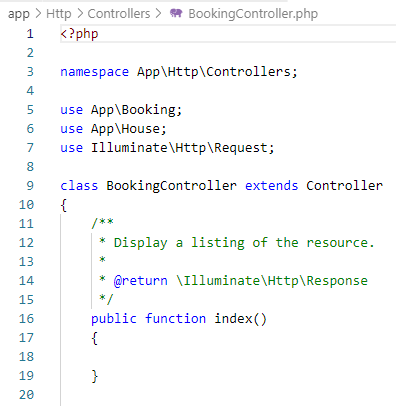 app > Http > Controllers > BookingController.php
1 <?php
2
3 namespace App\Http\Controllers;
4
5 use App\Booking;
6 use App\House;
7 use Illuminate\Http\Request;
8
9 class BookingController extends Controller
10 {
11     /**
12      * Display a listing of the resource.
13      *
14      * @return \Illuminate\Http\Response
15      */
16     public function index()
17     {
18
19     }
20